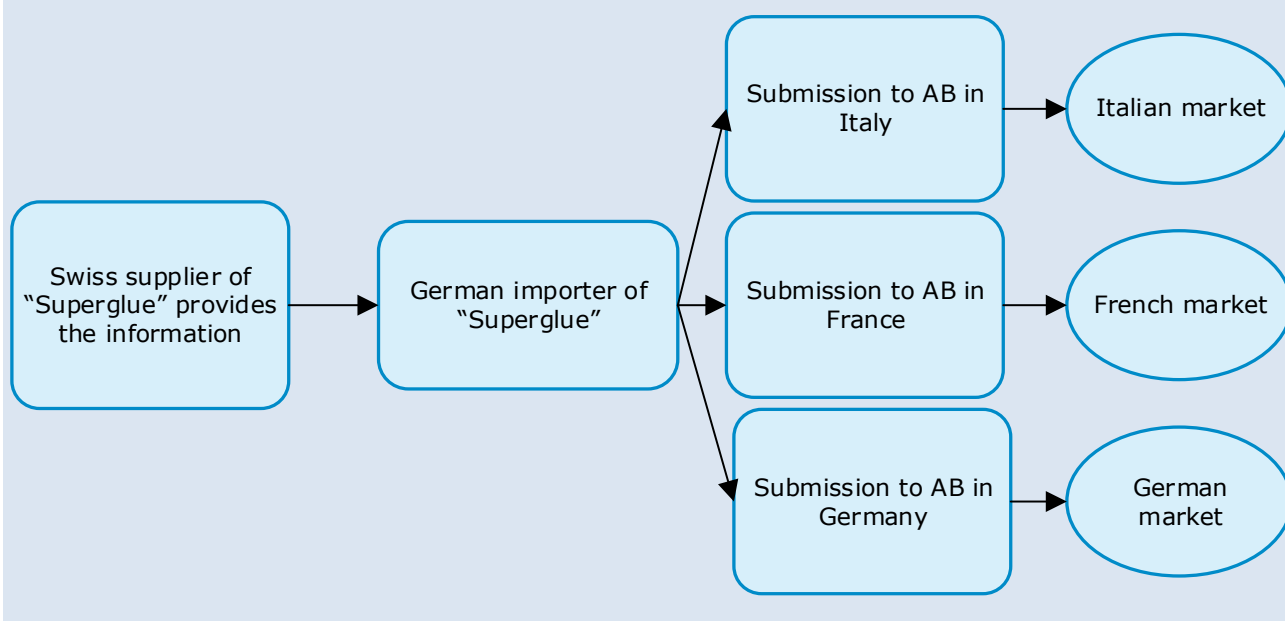 Swiss supplier of
“Superglue” provides
the information
German importer of
“Superglue”
Submission to AB in
Italy
Italian market
Submission to AB in
France
French market
Submission to AB in
Germany
German
market